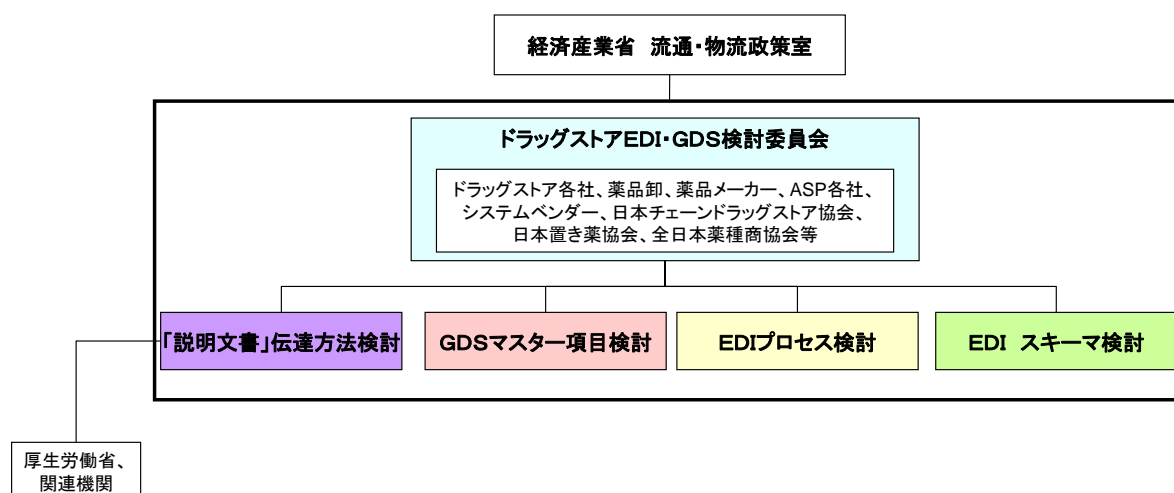 経済産業省　流通・物流政策室
ドラッグストアEDI・GDS検討委員会
ドラッグストア各社、薬品卸、薬品メーカー、ASP各社、
システムベンダー、日本チェーンドラッグストア協会、
日本置き薬協会、全日本薬種商協会等
「説明文書」伝達方法検討
GDSマスター項目検討
EDIプロセス検討
EDI　スキーマ検討
厚生労働省、
関連機関